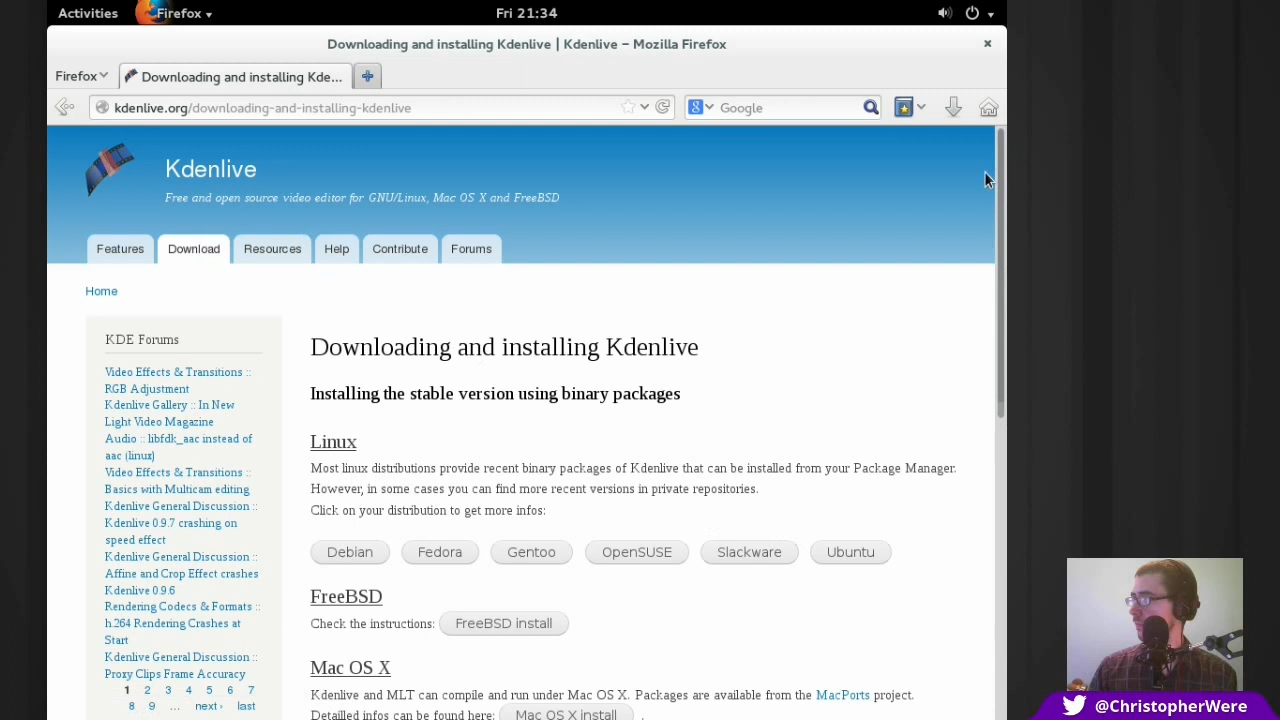 Activities
Firefox
Fri 21:34
Downloading and installing Kdenlive | Kdenlive – Mozilla Firefox
Firefox
Downloading and installing Kde...
kdenlive.org/downloading-and-installing-kdenlive
Google
Kdenlive
Free and open source video editor for GNU/Linux, Mac OS X and FreeBSD
Features
Download
Resources
Help
Contribute
Forums
Home
KDE Forums
Video Effects & Transitions ::
RGB Adjustment
Kdenlive Gallery :: In New
Light Video Magazine
Audio :: libfdk_aac instead of
aac (linux)
Video Effects & Transitions ::
Basics with Multicam editing
Kdenlive General Discussion ::
Kdenlive 0.9.7 crashing on
speed effect
Kdenlive General Discussion ::
Affine and Crop Effect crashes
Kdenlive 0.9.6
Rendering Codecs & Formats ::
h.264 Rendering Crashes at
Start
Kdenlive General Discussion ::
Proxy Clips Frame Accuracy
1 2 3 4 5 6 7
8 9 ... next › last
Downloading and installing Kdenlive
Installing the stable version using binary packages
Linux
Most linux distributions provide recent binary packages of Kdenlive that can be installed from your Package Manager.
However, in some cases you can find more recent versions in private repositories.
Click on your distribution to get more infos:
Debian
Fedora
Gentoo
OpenSUSE
Slackware
Ubuntu
FreeBSD
Check the instructions: FreeBSD install
Mac OS X
Kdenlive and MLT can compile and run under Mac OS X. Packages are available from the MacPorts project.
Detailled infos can be found here: Mac OS X install .
@ChristopherWere